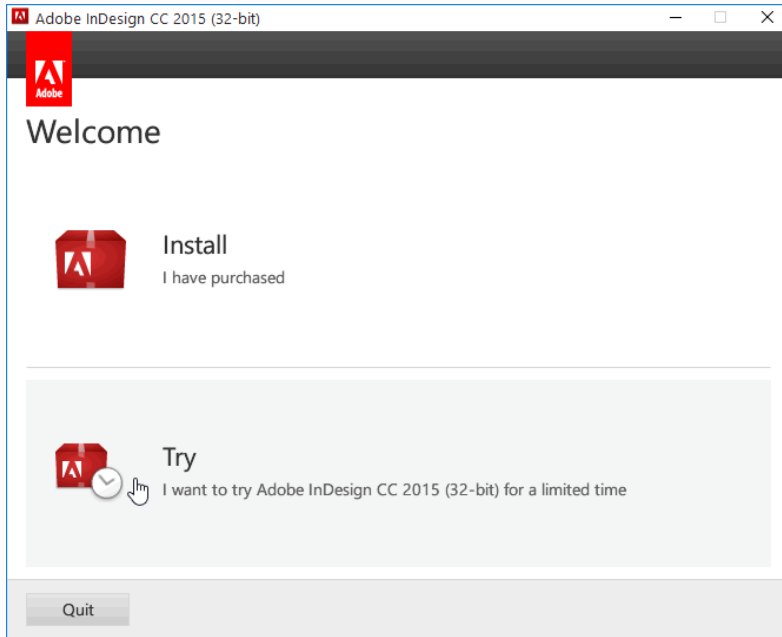 Adobe InDesign CC 2015 (32-bit)
Adobe
Welcome
Install
I have purchased
Try
I want to try Adobe InDesign CC 2015 (32-bit) for a limited time
Quit